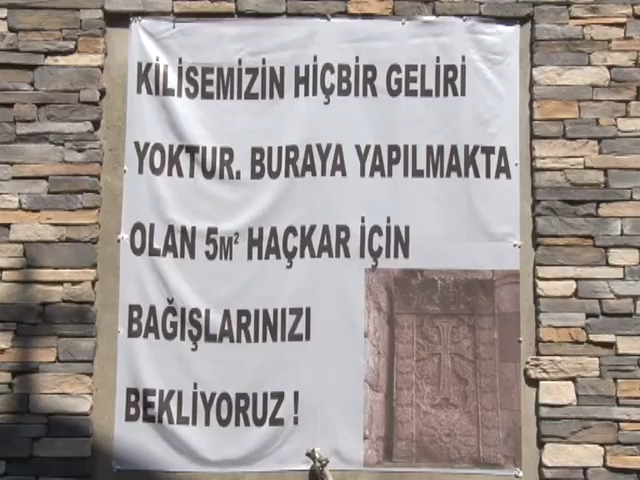 KİLİSEMİZİN HİÇBİR GELİRİ
YOKTUR. BURAYA YAPILMAKTA
OLAN 5M² HAÇKAR İÇİN
BAĞIŞLARINIZI
BEKLİYORUZ !